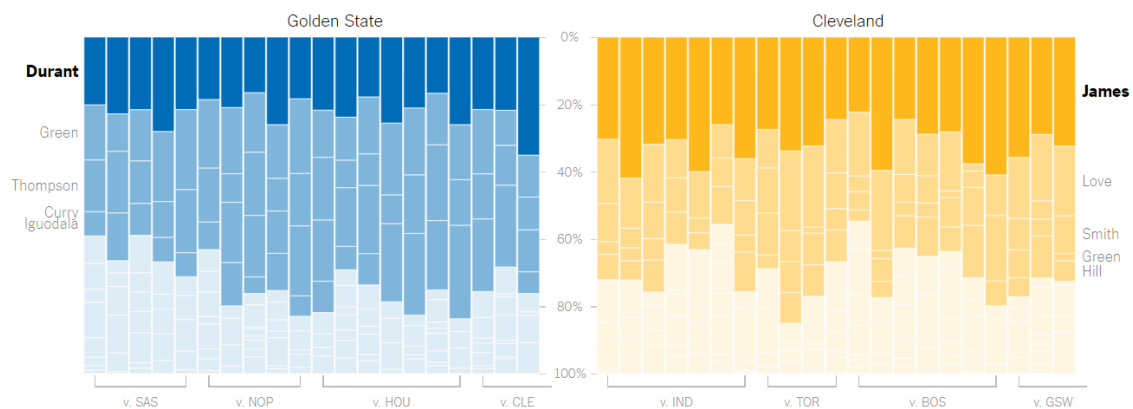 Golden State
Cleveland
Durant
Green
Thompson
Curry
Iguodala
0%
20%
40%
60%
80%
100%
James
Love
Smith
Green
Hill
v. SAS
v. NOP
v. HOU
v. CLE
v. IND
v. TOR
v. BOS
v. GSW